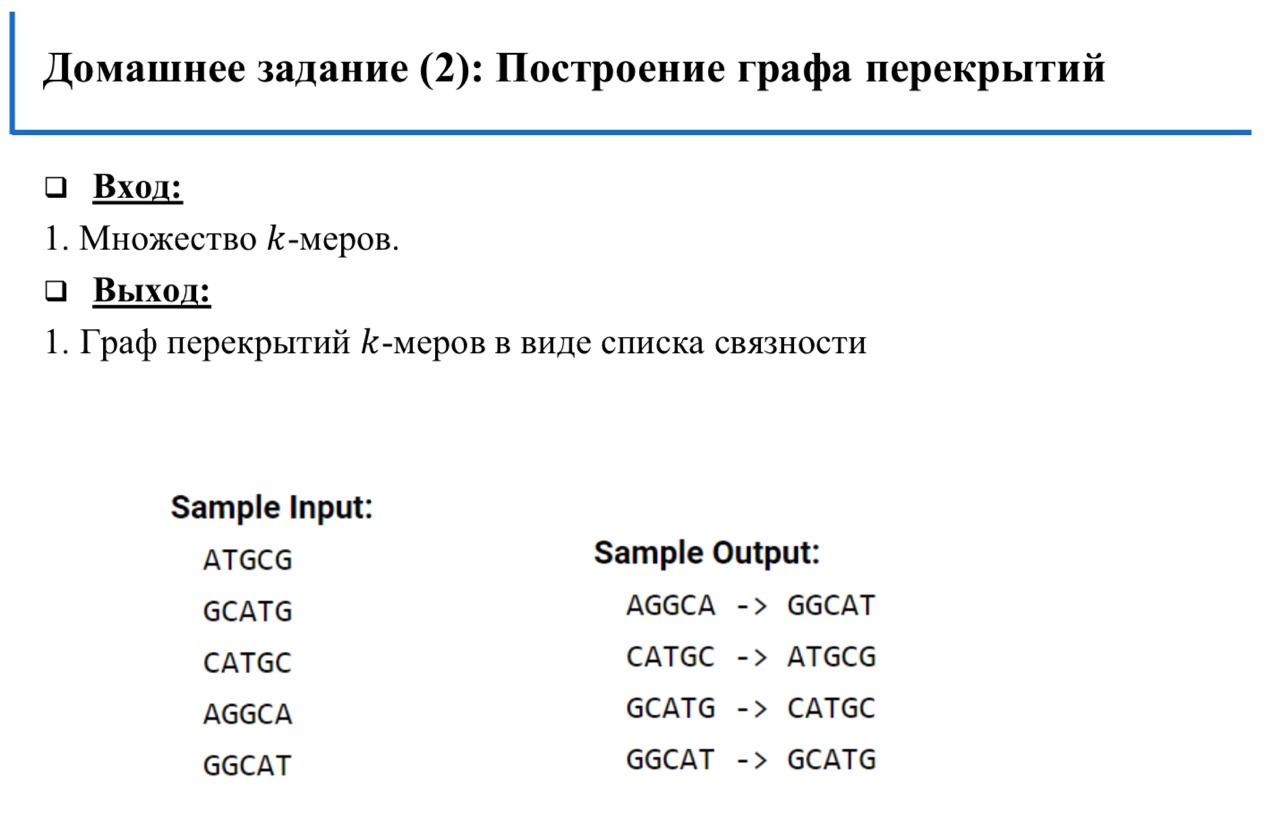 Домашнее задание (2): Построение графа перекрытий
❑ Вход:
1. Множество k-меров.
❑ Выход:
1. Граф перекрытий k-меров в виде списка связности
Sample Input:
ATGCG
GCATG
CATGC
AGGCA
GGCAT
Sample Output:
AGGCA -> GGCAT
CATGC -> ATGCG
GCATG -> CATGC
GGCAT -> GCATG